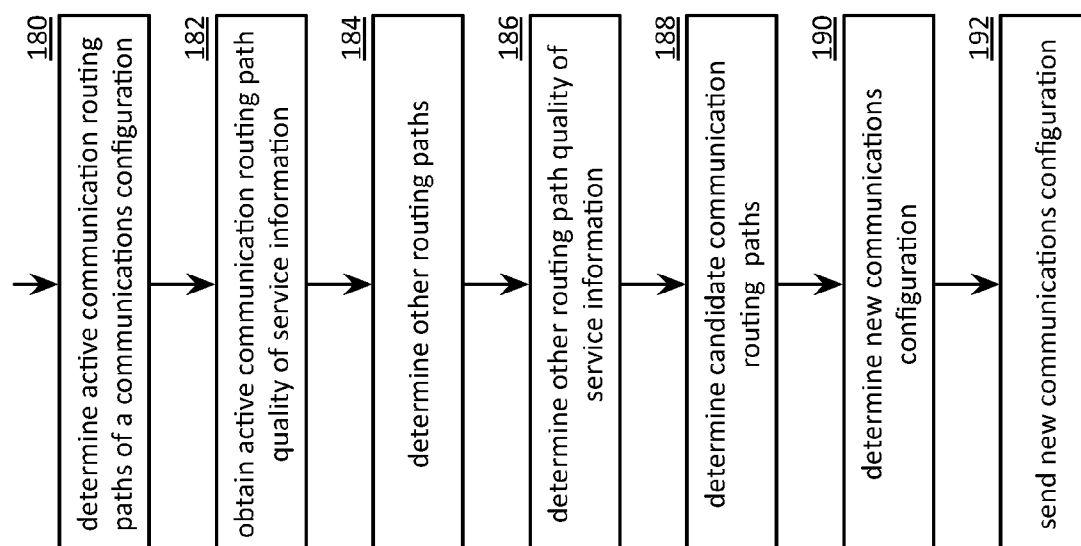 180
determine active communication routing
paths of a communications configuration
182
obtain active communication routing path
quality of service information
184
determine other routing paths
186
determine other routing path quality of
service information
188
determine candidate communication
routing paths
190
determine new communications
configuration
192
send new communications configuration